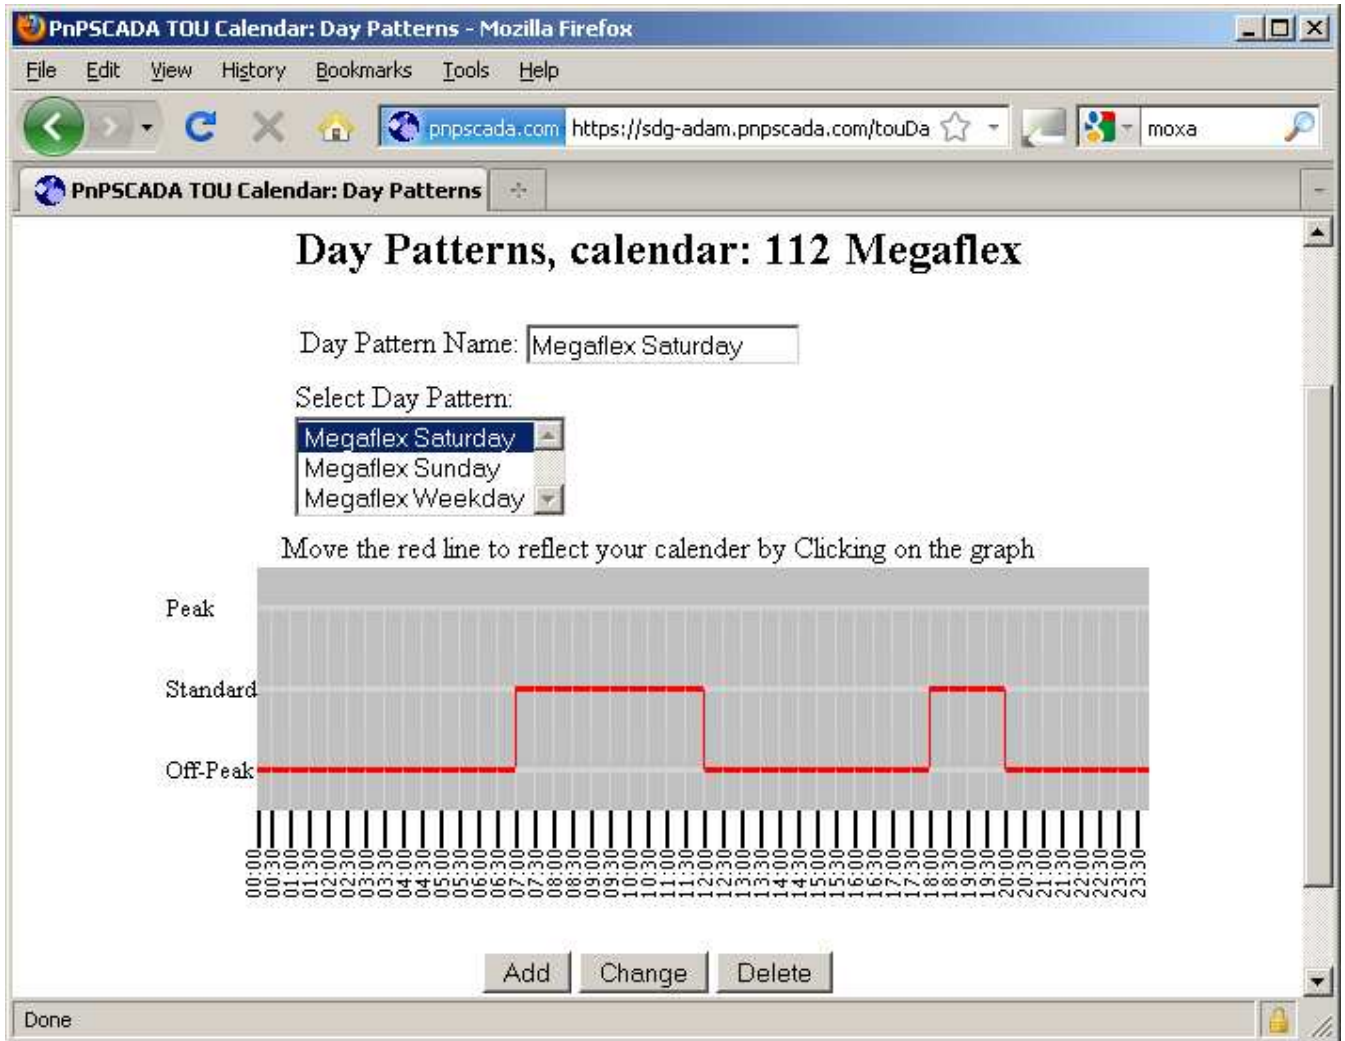 PnPSCADA TOU Calendar: Day Patterns - Mozilla Firefox
File Edit View History Bookmarks Tools Help
pnpscada.com https://sdg-adam.pnpscada.com/touDa moxa
PnPSCADA TOU Calendar: Day Patterns
Day Patterns, calendar: 112 Megaflex
Day Pattern Name: Megaflex Saturday
Select Day Pattern:
Megaflex Saturday
Megaflex Sunday
Megaflex Weekday
Move the red line to reflect your calender by Clicking on the graph
Peak
Standard
Off-Peak
00:00 00:30 01:00 01:30 02:00 02:30 03:00 03:30 04:00 04:30 05:00 05:30 06:00 06:30 07:00 07:30 08:00 08:30 09:00 09:30 10:00 10:30 11:00 11:30 12:00 12:30 13:00 13:30 14:00 14:30 15:00 15:30 16:00 16:30 17:00 17:30 18:00 18:30 19:00 19:30 20:00 20:30 21:00 21:30 22:00 22:30 23:00 23:30
Add Change Delete
Done